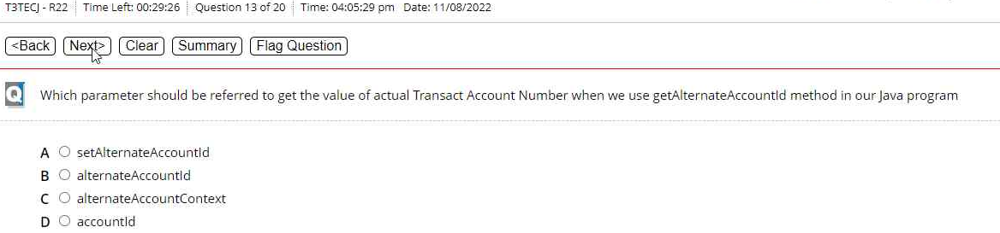 T3TECJ - R22 Time Left: 00:29:26 Question 13 of 20 Time: 04:05:29 pm Date: 11/08/2022
<Back Next> Clear Summary Flag Question
Q Which parameter should be referred to get the value of actual Transact Account Number when we use getAlternateAccountId method in our Java program
A setAlternateAccountId
B alternateAccountId
C alternateAccountContext
D accountId